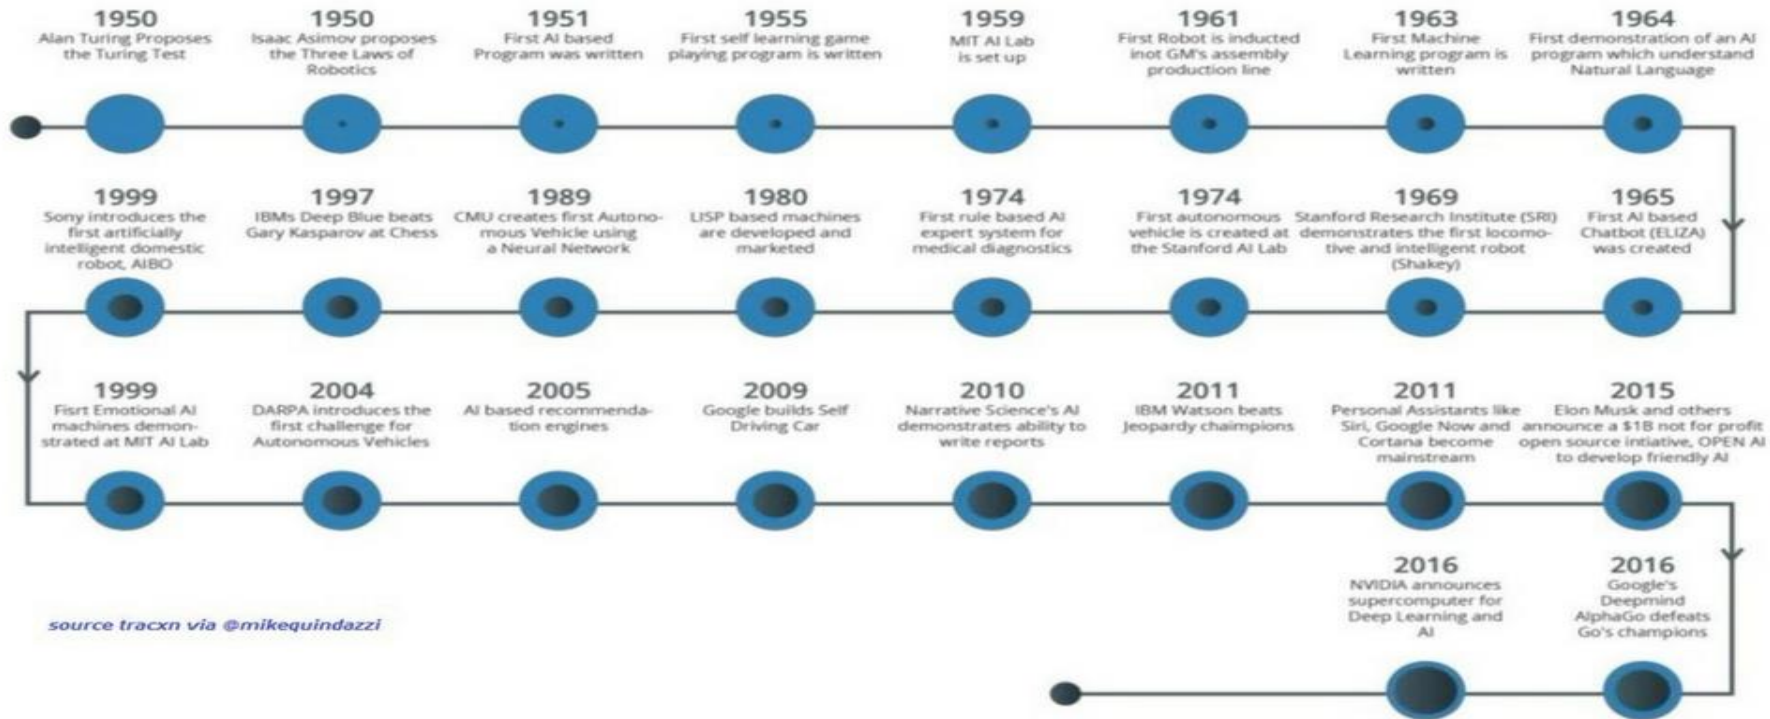 1950
Alan Turing Proposes
the Turing Test
1950
Isaac Asimov proposes
the Three Laws of
Robotics
1951
First AI based
Program was written
1955
First self learning game
playing program is written
1959
MIT AI Lab
is set up
1961
First Robot is inducted
inot GM's assembly
production line
1963
First Machine
Learning program is
written
1964
First demonstration of an AI
program which understand
Natural Language
1965
First AI based
Chatbot (ELIZA)
was created
1969
Stanford Research Institute (SRI)
demonstrates the first locomo-
tive and intelligent robot
(Shakey)
1974
First autonomous
vehicle is created at
the Stanford AI Lab
1974
First rule based AI
expert system for
medical diagnostics
1980
LISP based machines
are developed and
marketed
1989
CMU creates first Autono-
mous Vehicle using
a Neural Network
1997
IBMs Deep Blue beats
Gary Kasparov at Chess
1999
Sony introduces the
first artificially
intelligent domestic
robot, AIBO
1999
Fisrt Emotional AI
machines demon-
strated at MIT AI Lab
2004
DARPA introduces the
first challenge for
Autonomous Vehicles
2005
AI based recommenda-
tion engines
2009
Google builds Self
Driving Car
2010
Narrative Science's AI
demonstrates ability to
write reports
2011
IBM Watson beats
Jeopardy chaimpions
2011
Personal Assistants like
Siri, Google Now and
Cortana become
mainstream
2015
Elon Musk and others
announce a $1B not for profit
open source intiative, OPEN AI
to develop friendly AI
2016
Google's
Deepmind
AlphaGo defeats
Go's champions
2016
NVIDIA announces
supercomputer for
Deep Learning and
AI
source tracxn via @mikequindazzi